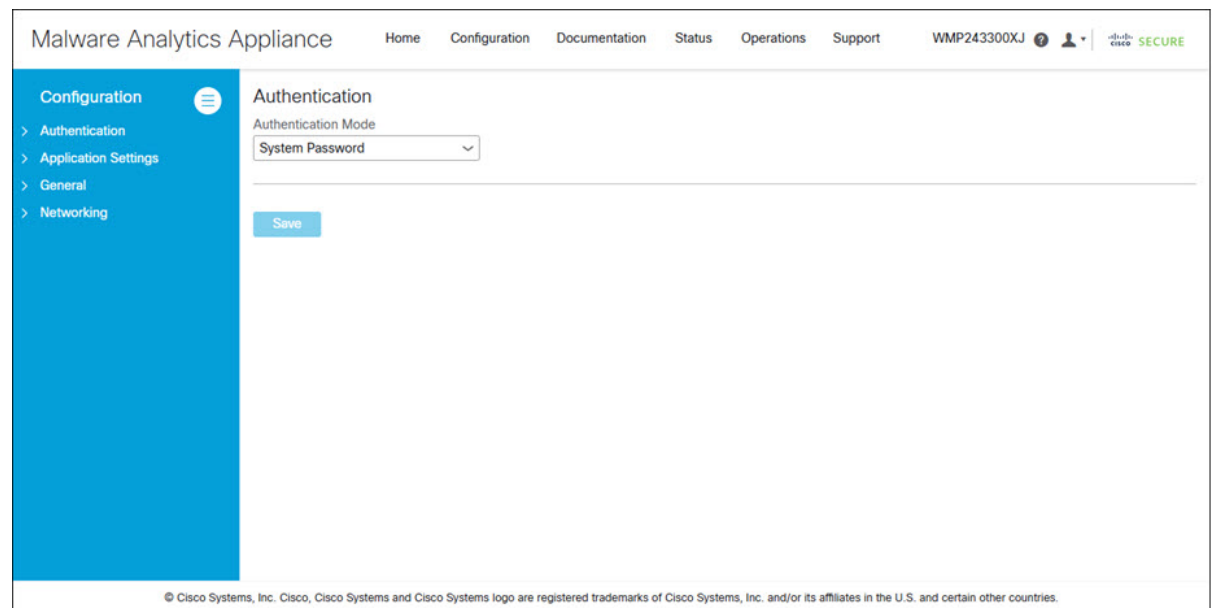 Malware Analytics Appliance Home Configuration Documentation Status Operations Support WMP243300XJ ? CISCO SECURE
Configuration
> Authentication
> Application Settings
> General
> Networking
Authentication
Authentication Mode
System Password
Save
© Cisco Systems, Inc. Cisco, Cisco Systems and Cisco Systems logo are registered trademarks of Cisco Systems, Inc. and/or its affiliates in the U.S. and certain other countries.